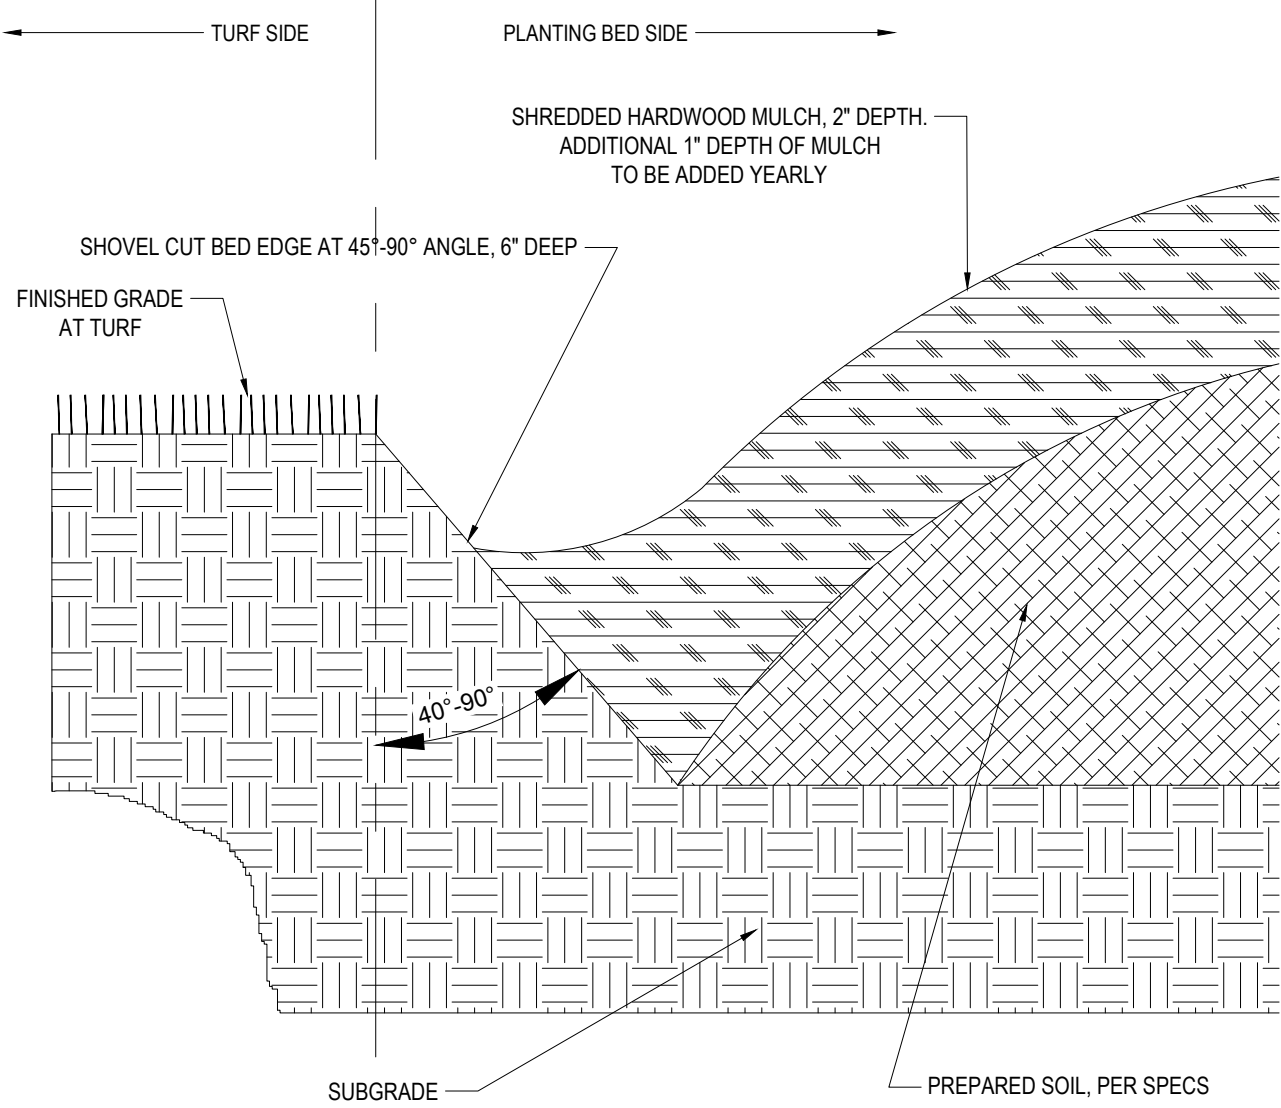 TURF SIDE
PLANTING BED SIDE
SHREDDED HARDWOOD MULCH, 2" DEPTH.
ADDITIONAL 1" DEPTH OF MULCH
TO BE ADDED YEARLY
SHOVEL CUT BED EDGE AT 45°-90° ANGLE, 6" DEEP
FINISHED GRADE
AT TURF
40°-90°
SUBGRADE
PREPARED SOIL, PER SPECS